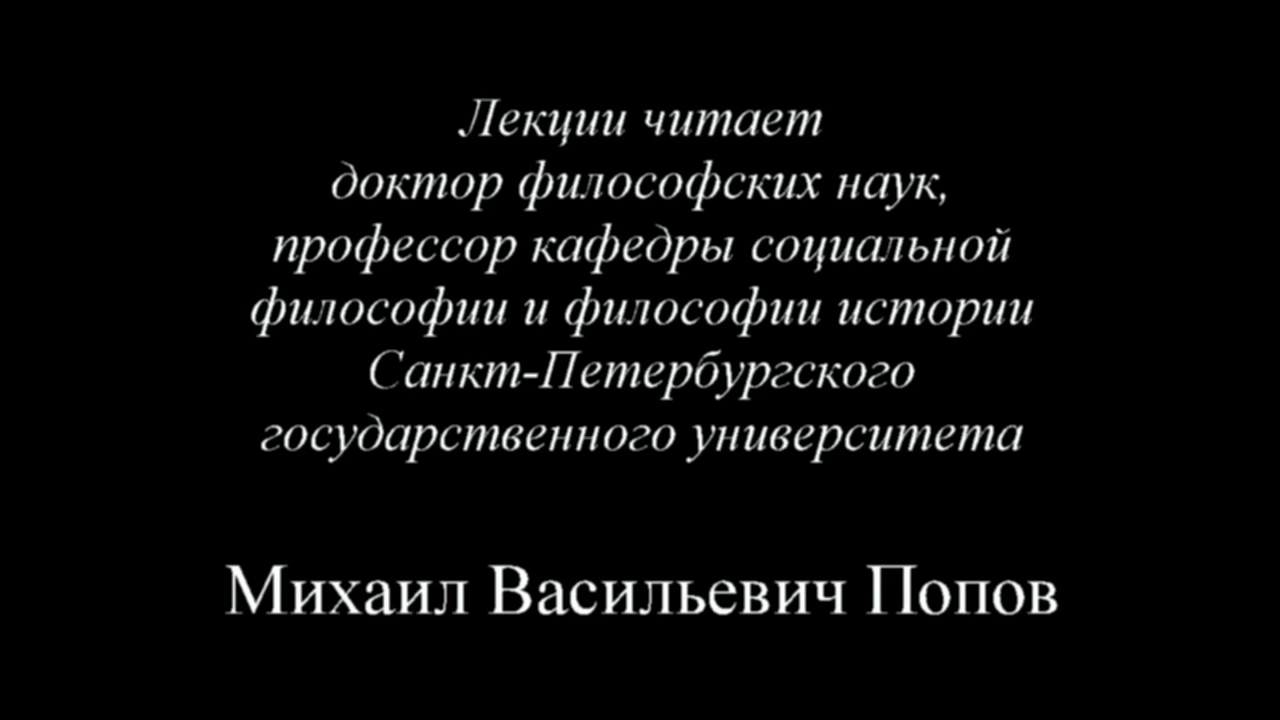 Лекции читает
доктор философских наук,
профессор кафедры социальной
философии и философии истории
Санкт-Петербургского
государственного университета
Михаил Васильевич Попов